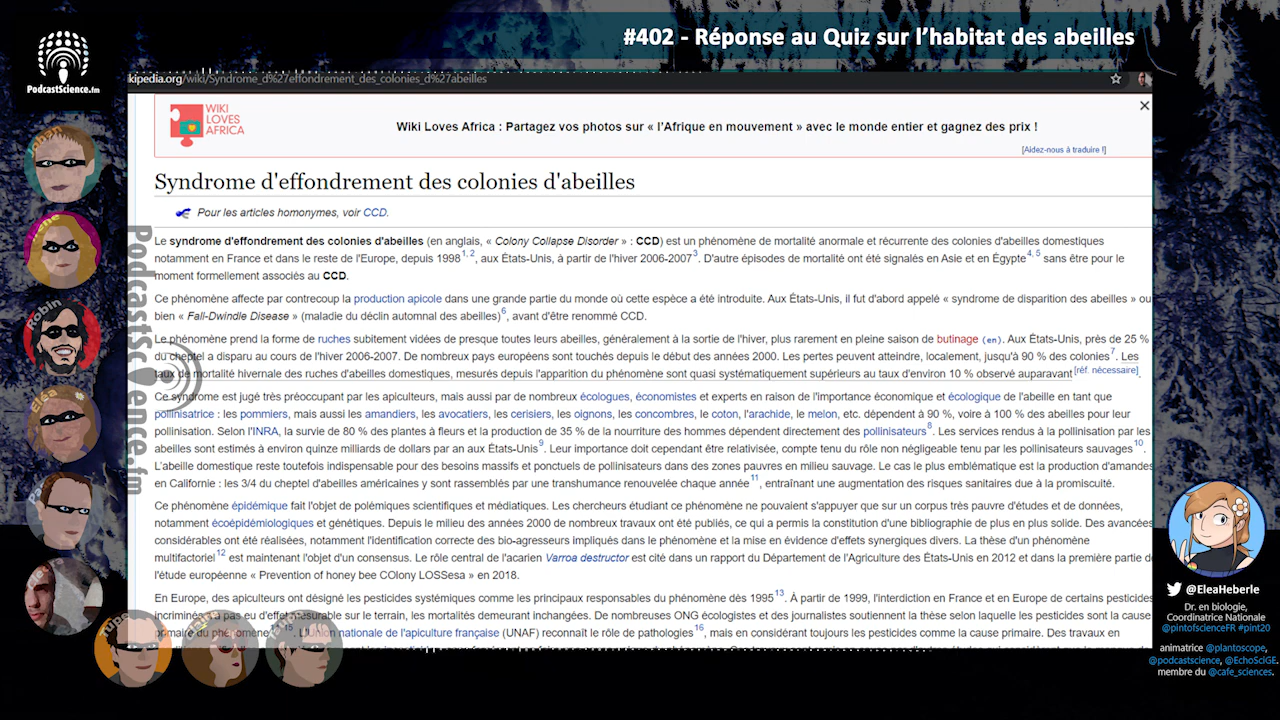 #402 - Réponse au Quiz sur l'habitat des abeilles
PodcastScience.fm
kipedia.org/wiki/Syndrome_d%27effondrement_des_colonies_d%27abeilles
WIKI
LOVES
AFRICA
Wiki Loves Africa : Partagez vos photos sur « l'Afrique en mouvement » avec le monde entier et gagnez des prix !
[Aidez-nous à traduire !]
Syndrome d'effondrement des colonies d'abeilles
Pour les articles homonymes, voir CCD.
Le syndrome d'effondrement des colonies d'abeilles (en anglais, « Colony Collapse Disorder » : CCD) est un phénomène de mortalité anormale et récurrente des colonies d'abeilles domestiques
notamment en France et dans le reste de l'Europe, depuis 1998 1, 2, aux États-Unis, à partir de l'hiver 2006-2007 3. D'autre épisodes de mortalité ont été signalés en Asie et en Égypte 4, 5 sans être pour le
moment formellement associés au CCD.
Ce phénomène affecte par contrecoup la production apicole dans une grande partie du monde où cette espèce a été introduite. Aux États-Unis, il fut d'abord appelé « syndrome de disparition des abeilles » ou
bien « Fall-Dwindle Disease » (maladie du déclin automnal des abeilles) 6, avant d'être renommé CCD.
Le phénomène prend la forme de ruches subitement vidées de presque toutes leurs abeilles, généralement à la sortie de l'hiver, plus rarement en pleine saison de butinage (en). Aux États-Unis, près de 25 %
du cheptel a disparu au cours de l'hiver 2006-2007. De nombreux pays européens sont touchés depuis le début des années 2000. Les pertes peuvent atteindre, localement, jusqu'à 90 % des colonies 7. Les
taux de mortalité hivernale des ruches d'abeilles domestiques, mesurés depuis l'apparition du phénomène sont quasi systématiquement supérieurs au taux d'environ 10 % observé auparavant [réf. nécessaire].
Ce syndrome est jugé très préoccupant par les apiculteurs, mais aussi par de nombreux écologues, économistes et experts en raison de l'importance économique et écologique de l'abeille en tant que
pollinisatrice : les pommiers, mais aussi les amandiers, les avocatiers, les cerisiers, les oignons, les concombres, le coton, l'arachide, le melon, etc. dépendent à 90 %, voire à 100 % des abeilles pour leur
pollinisation. Selon l'INRA, la survie de 80 % des plantes à fleurs et la production de 35 % de la nourriture des hommes dépendent directement des pollinisateurs 8. Les services rendus à la pollinisation par les
abeilles sont estimés à environ quinze milliards de dollars par an aux États-Unis 9. Leur importance doit cependant être relativisée, compte tenu du rôle non négligeable tenu par les pollinisateurs sauvages 10.
L'abeille domestique reste toutefois indispensable pour des besoins massifs et ponctuels de pollinisateurs dans des zones pauvres en milieu sauvage. Le cas le plus emblématique est la production d'amandes
en Californie : les 3/4 du cheptel d'abeilles américaines y sont rassemblés par une transhumance renouvelée chaque année 11, entraînant une augmentation des risques sanitaires due à la promiscuité.
Ce phénomène épidémique fait l'objet de polémiques scientifiques et médiatiques. Les chercheurs étudiant ce phénomène ne pouvaient s'appuyer que sur un corpus très pauvre d'études et de données,
notamment écoépidémiologiques et génétiques. Depuis le milieu des années 2000 de nombreux travaux ont été publiés, ce qui a permis la constitution d'une bibliographie de plus en plus solide. Des avancées
considérables ont été réalisées, notamment l'identification correcte des bio-agresseurs impliqués dans le phénomène et la mise en évidence d'effets synergiques divers. La thèse d'un phénomène
multifactoriel 12 est maintenant l'objet d'un consensus. Le rôle central de l'acarien Varroa destructor est cité dans un rapport du Département de l'Agriculture des États-Unis en 2012 et dans la première partie de
l'étude européenne « Prevention of honey bee COlony LOSSesa » en 2018.
En Europe, des apiculteurs ont désigné les pesticides systémiques comme les principaux responsables du phénomène dès 1995 13. À partir de 1999, l'interdiction en France et en Europe de certains pesticides
incriminés a pas eu d'effet mesurable sur le terrain, les mortalités demeurant inchangées. De nombreuses ONG écologistes et des journalistes soutiennent la thèse selon laquelle les pesticides sont la cause
primaire du phénomène 15. L'Union nationale de l'apiculture française (UNAF) reconnaît le rôle de pathologies 16, mais en considérant toujours les pesticides comme la cause primaire. Des travaux en
Podcastscience.fm
Irène
Robin
Eléa
@EleaHeberle
Dr. en biologie,
Coordinatrice Nationale
@pintofscienceFR #pint20
animatrice @plantoscope,
@podcastscience, @EchoSciGE.
membre du @cafe_sciences.